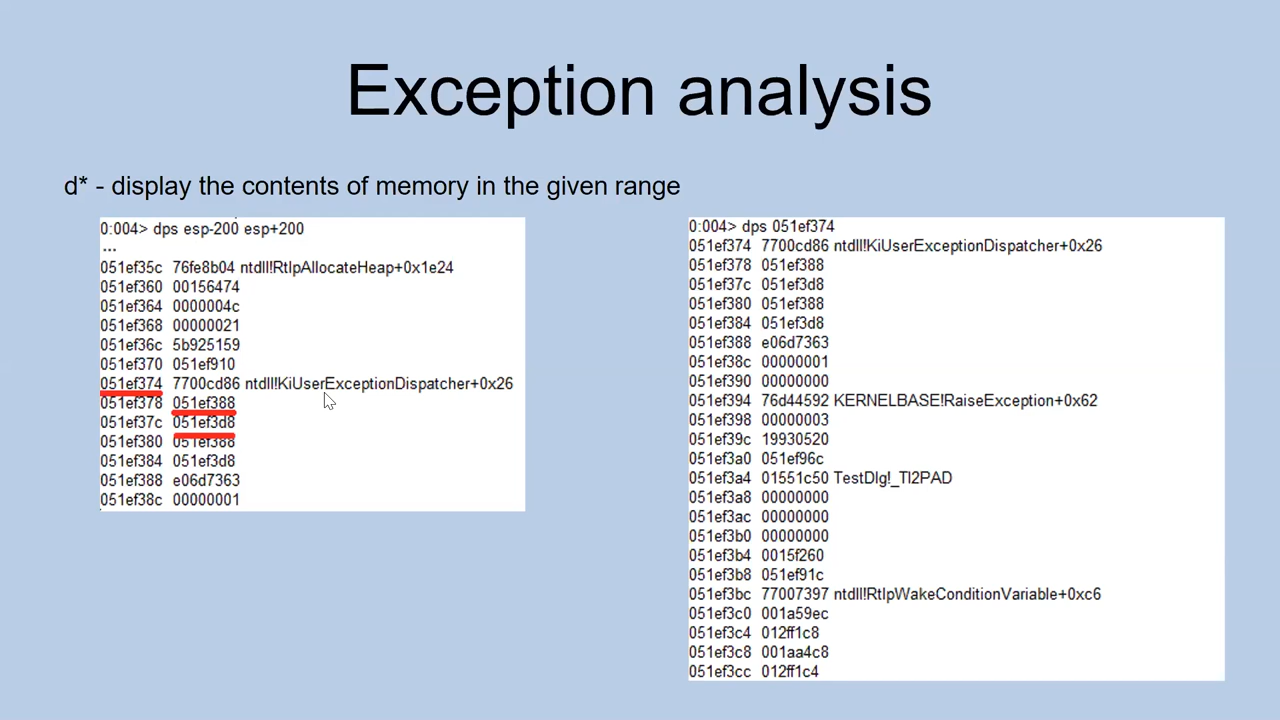 Exception analysis
d* - display the contents of memory in the given range
0:004> dps esp-200 esp+200
...
051ef35c 76fe8b04 ntdll!RtlpAllocateHeap+0x1e24
051ef360 00156474
051ef364 0000004c
051ef368 00000021
051ef36c 5b925159
051ef370 051ef910
051ef374 7700cd86 ntdll!KiUserExceptionDispatcher+0x26
051ef378 051ef388
051ef37c 051ef3d8
051ef380 051ef388
051ef384 051ef3d8
051ef388 e06d7363
051ef38c 00000001
0:004> dps 051ef374
051ef374 7700cd86 ntdll!KiUserExceptionDispatcher+0x26
051ef378 051ef388
051ef37c 051ef3d8
051ef380 051ef388
051ef384 051ef3d8
051ef388 e06d7363
051ef38c 00000001
051ef390 00000000
051ef394 76d44592 KERNELBASE!RaiseException+0x62
051ef398 00000003
051ef39c 19930520
051ef3a0 051ef96c
051ef3a4 01551c50 TestDlg!_TI2PAD
051ef3a8 00000000
051ef3ac 00000000
051ef3b0 00000000
051ef3b4 0015f260
051ef3b8 051ef91c
051ef3bc 77007397 ntdll!RtlpWakeConditionVariable+0xc6
051ef3c0 001a59ec
051ef3c4 012ff1c8
051ef3c8 001aa4c8
051ef3cc 012ff1c4